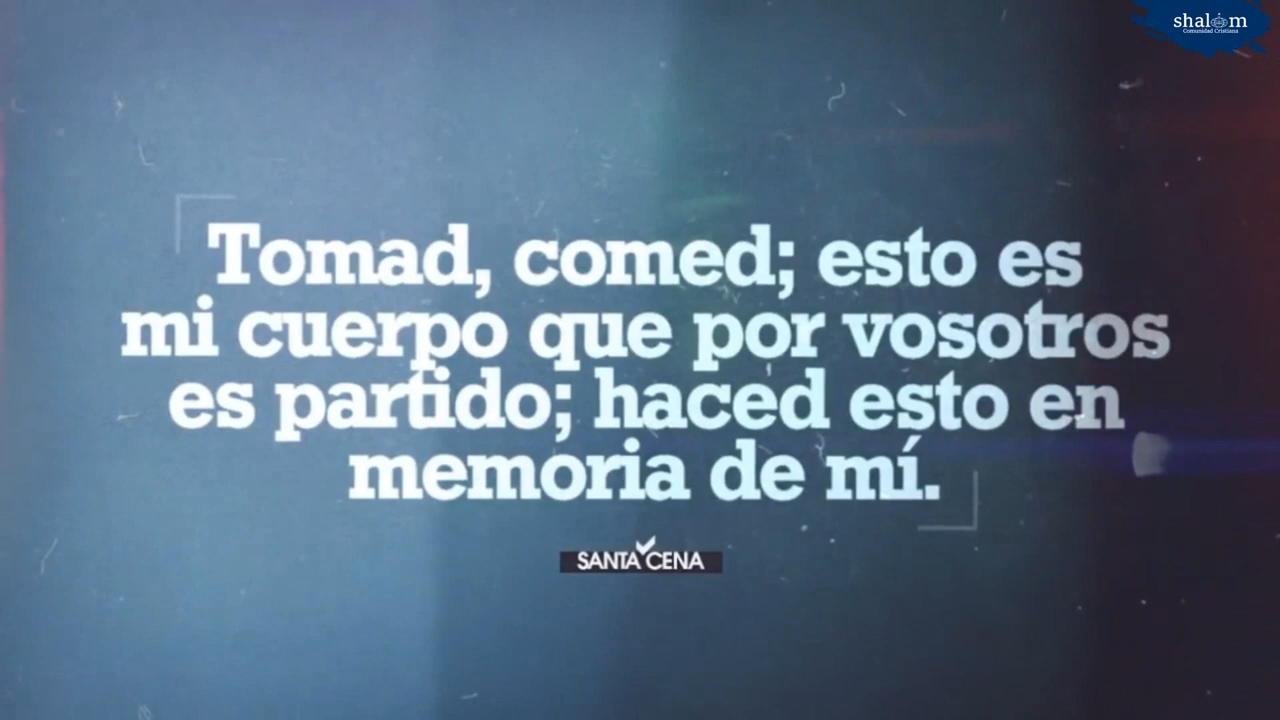 shalom
Comunidad Cristiana
Tomad, comed; esto es
mi cuerpo que por vosotros
es partido; haced esto en
memoria de mí.
SANTA CENA